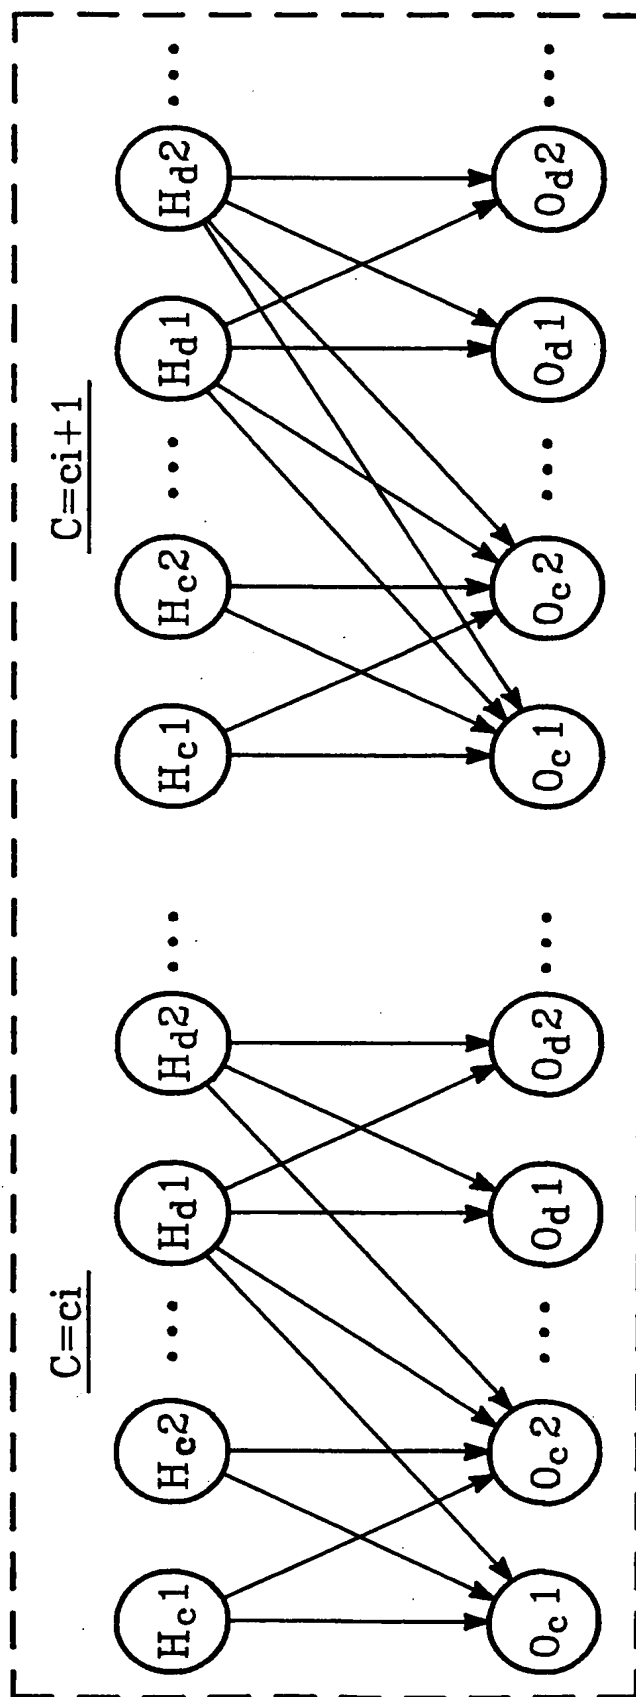 C=ci
Hc1 Hc2 ... Hd1 Hd2 ...
Oc1 Oc2 ... Od1 Od2 ...
C=ci+1
Hc1 Hc2 ... Hd1 Hd2 ...
Oc1 Oc2 ... Od1 Od2 ...